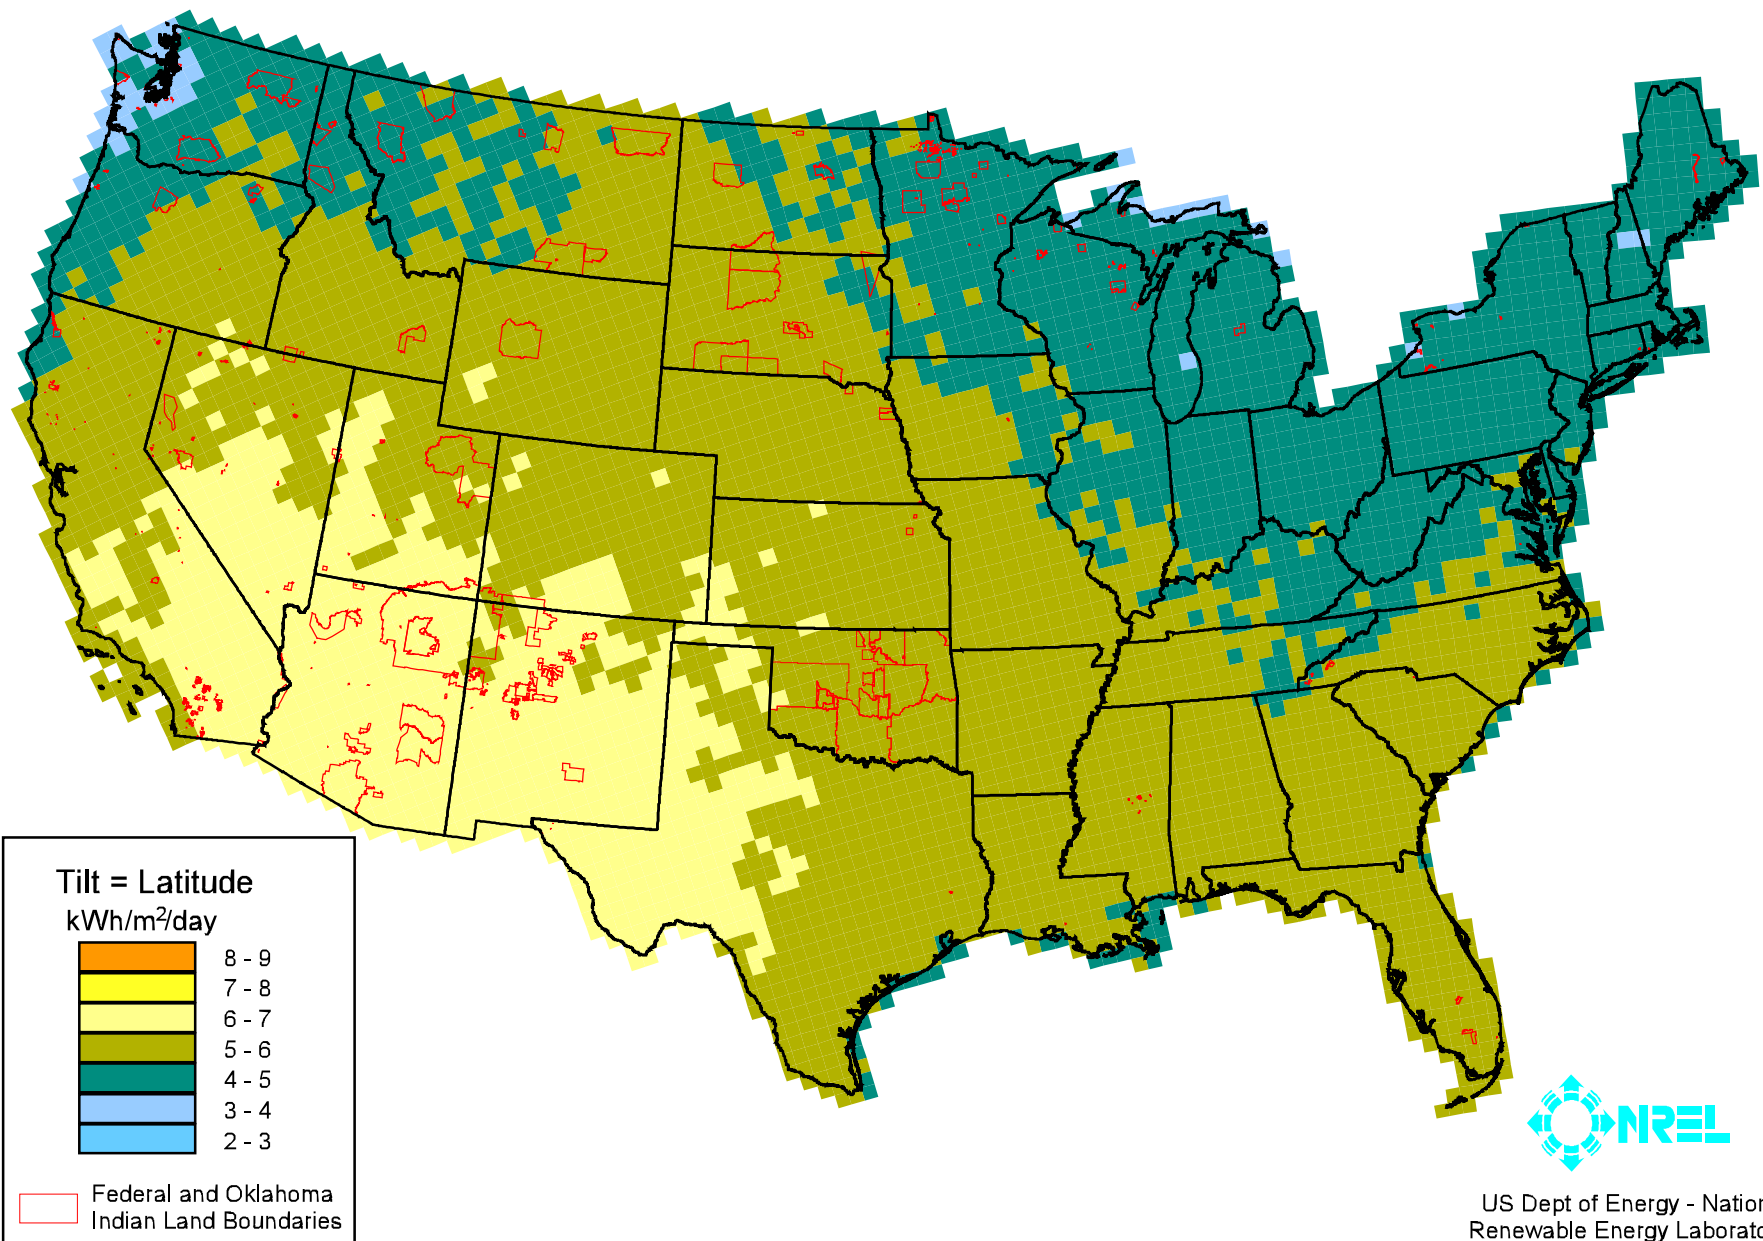 Tilt = Latitude
kWh/m²/day
8 - 9
7 - 8
6 - 7
5 - 6
4 - 5
3 - 4
2 - 3
Federal and Oklahoma
Indian Land Boundaries
NREL
US Dept of Energy - Nation
Renewable Energy Laborato